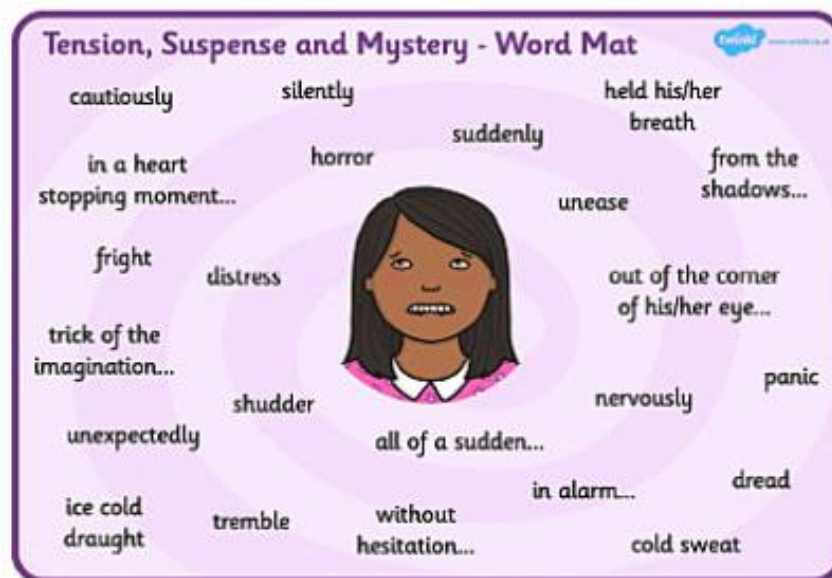 Tension, Suspense and Mystery - Word Mat
twinkl
cautiously
silently
held his/her
breath
suddenly
horror
in a heart
stopping moment...
from the
shadows...
unease
fright
distress
out of the corner
of his/her eye...
trick of the
imagination...
panic
shudder
nervously
unexpectedly
all of a sudden...
dread
in alarm...
ice cold
draught
tremble
without
hesitation...
cold sweat